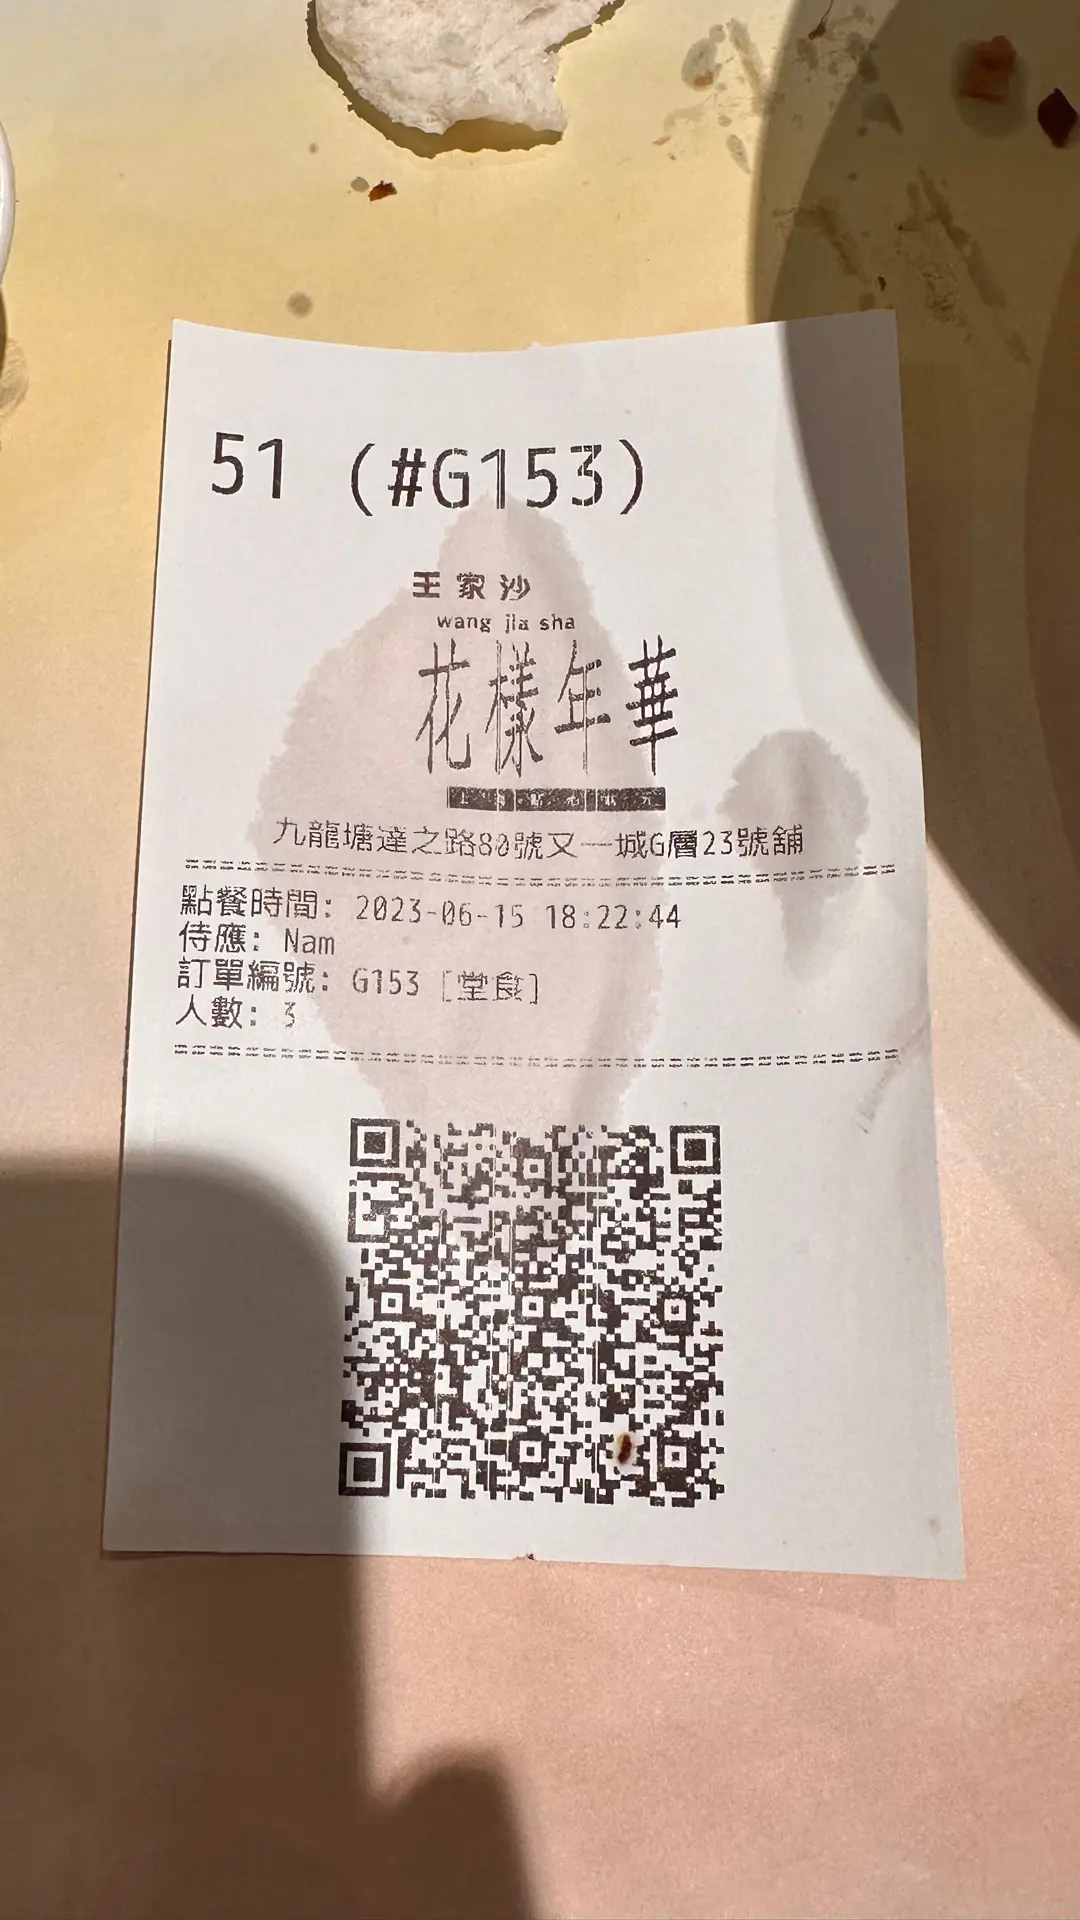 51 (#G153)
王家沙
wang jia sha
花樣年華
九龍塘達之路80號又一城G層23號舖
點餐時間: 2023-06-15 18:22:44
侍應: Nam
訂單編號: G153 [堂食]
人數: 3